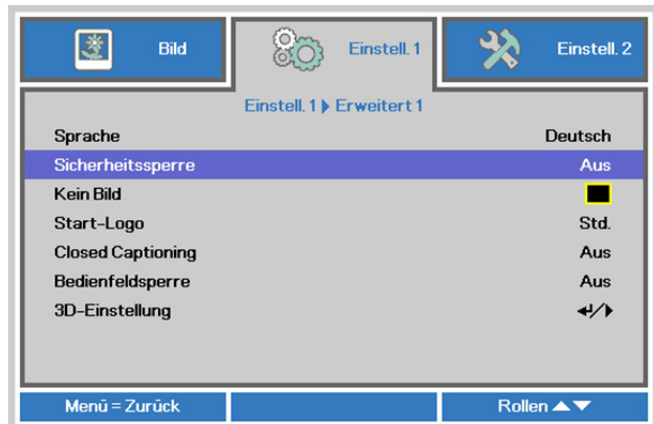 Bild
Einstell. 1
Einstell. 2
Einstell. 1 ▶ Erweitert 1
Sprache Deutsch
Sicherheitssperre Aus
Kein Bild
Start-Logo Std.
Closed Captioning Aus
Bedienfeldsperre Aus
3D-Einstellung ↵/▶
Menü = Zurück
Rollen ▲▼